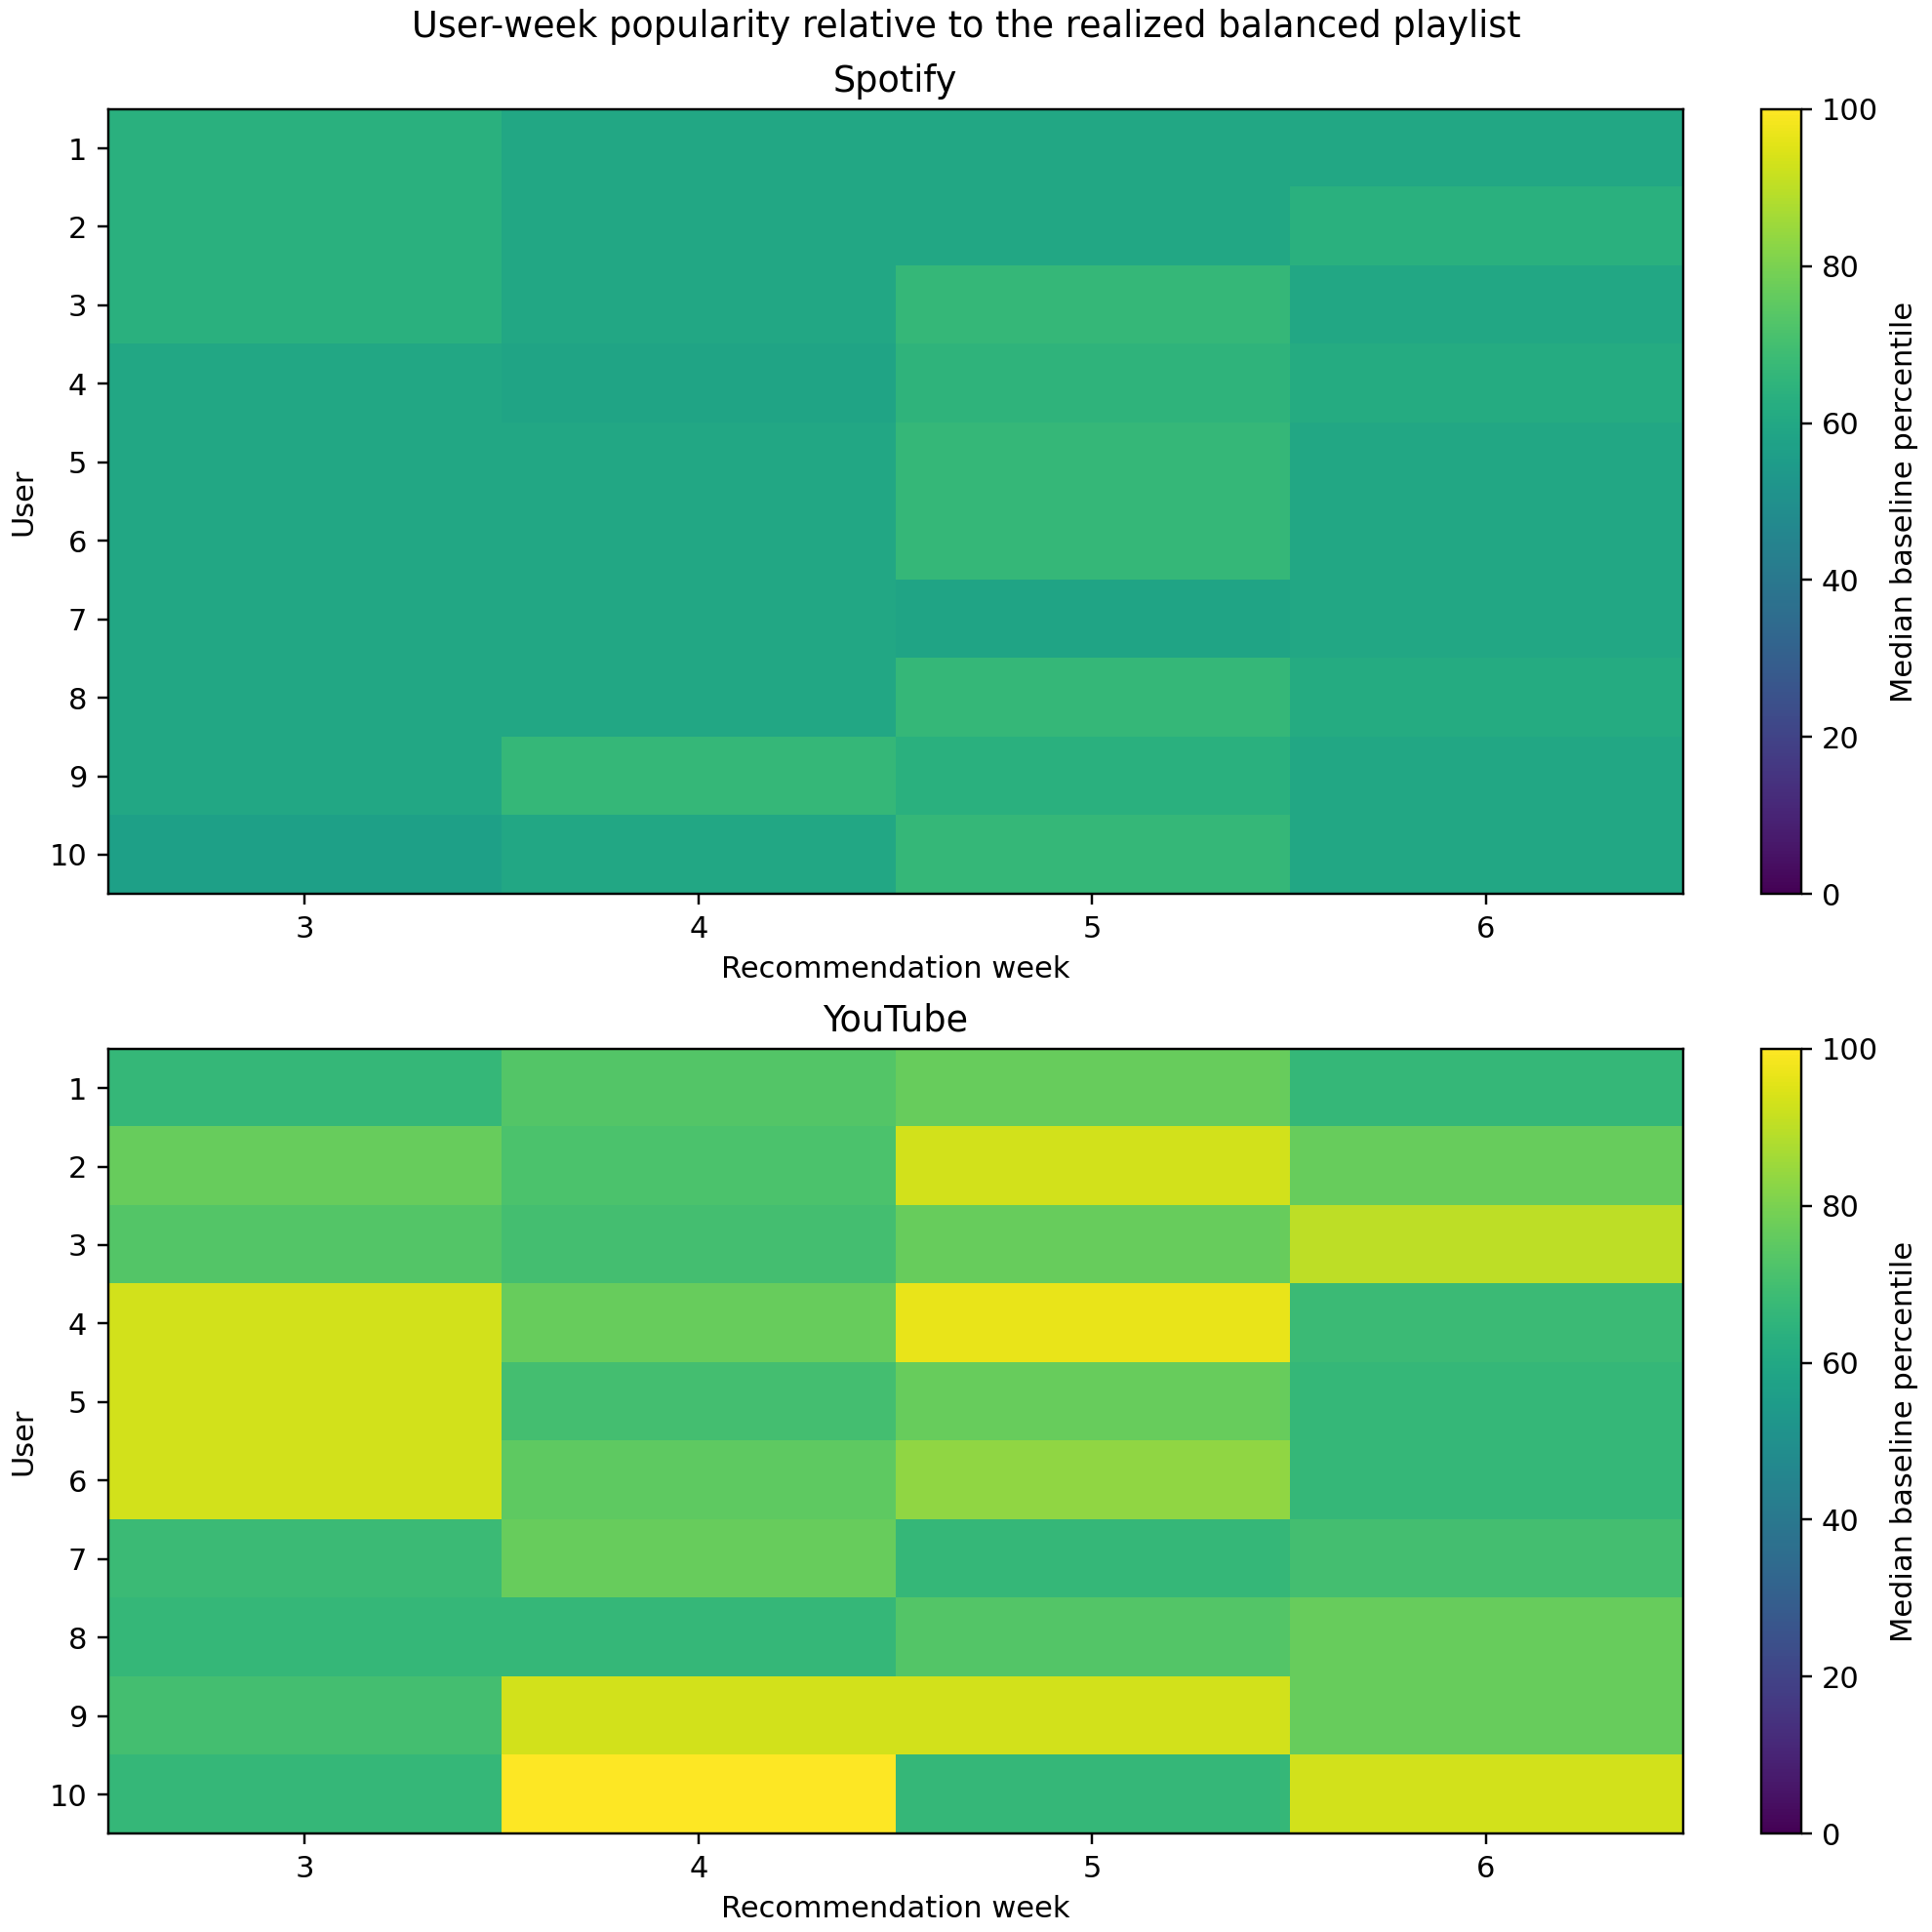 User-week popularity relative to the realized balanced playlist
Spotify
User
1
2
3
4
5
6
7
8
9
10
3 4 5 6
Recommendation week
100
80
60
40
20
0
Median baseline percentile
YouTube
User
1
2
3
4
5
6
7
8
9
10
3 4 5 6
Recommendation week
100
80
60
40
20
0
Median baseline percentile